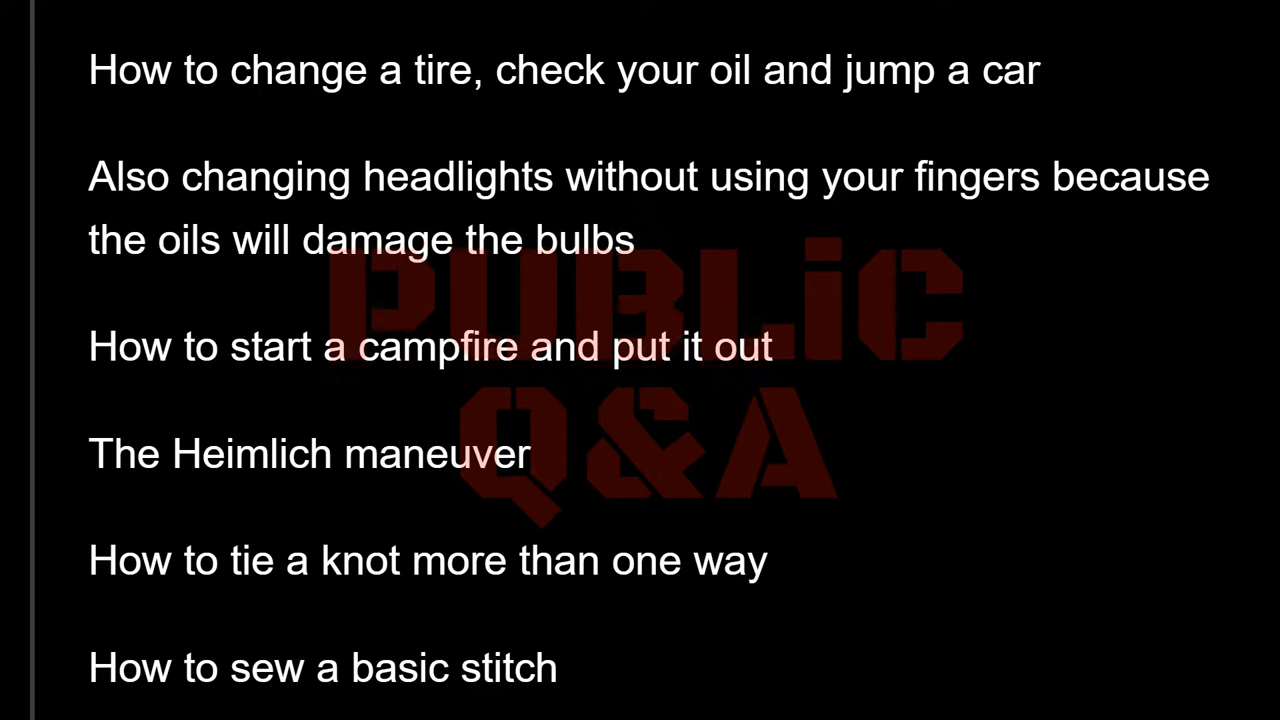 How to change a tire, check your oil and jump a car
Also changing headlights without using your fingers because
the oils will damage the bulbs
PUBLiC
How to start a campfire and put it out
Q&A
The Heimlich maneuver
How to tie a knot more than one way
How to sew a basic stitch